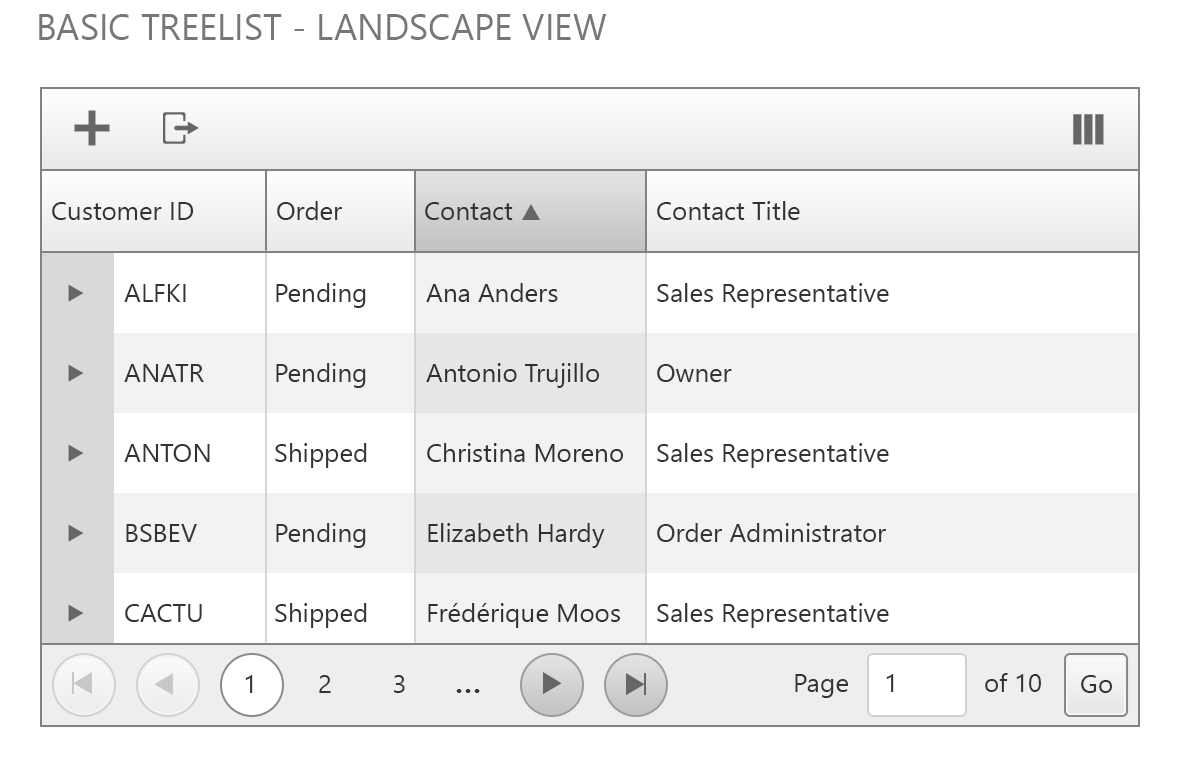 BASIC TREELIST - LANDSCAPE VIEW
Customer ID Order Contact Contact Title
ALFKI Pending Ana Anders Sales Representative
ANATR Pending Antonio Trujillo Owner
ANTON Shipped Christina Moreno Sales Representative
BSBEV Pending Elizabeth Hardy Order Administrator
CACTU Shipped Frédérique Moos Sales Representative
1 2 3 ... Page 1 of 10 Go